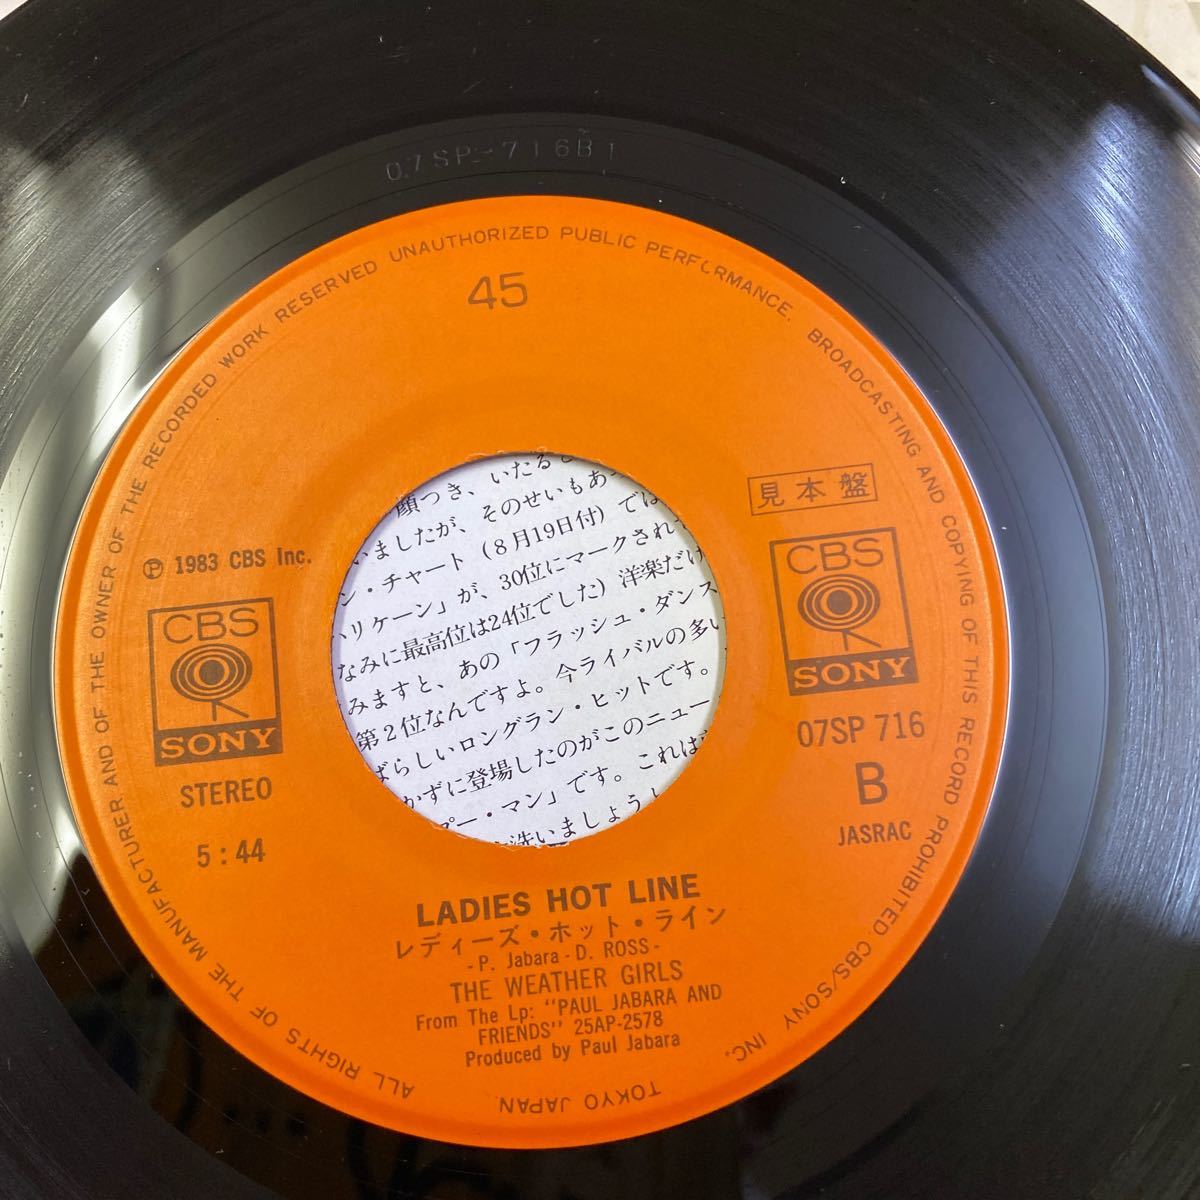 07SP-716B1
ALL RIGHTS OF THE MANUFACTURER AND OF THE OWNER OF THE RECORDED WORK RESERVED UNAUTHORIZED PUBLIC PERFORMANCE. BROADCASTING AND COPYING OF THIS RECORD PROHIBITED. CBS/SONY INC. TOKYO JAPAN
45
見本盤
℗ 1983 CBS Inc.
CBS
SONY
STEREO
5:44
CBS
SONY
07SP 716
B
JASRAC
顔つき、いたると
いましたが、そのせいもあ
ン・チャート（8月19日付）では
ハリケーン」が、30位にマークされて
なみに最高位は24位でした）洋楽だけ
みますと、あの「フラッシュ・ダンス
第2位なんですよ。今ライバルの多い
ばらしいロングラン・ヒットです。
かずに登場したのがこのニュー
プー・マン」です。これは
洗いましょう
LADIES HOT LINE
レディーズ・ホット・ライン
-P. Jabara-D. ROSS-
THE WEATHER GIRLS
From The Lp: "PAUL JABARA AND
FRIENDS" 25AP-2578
Produced by Paul Jabara